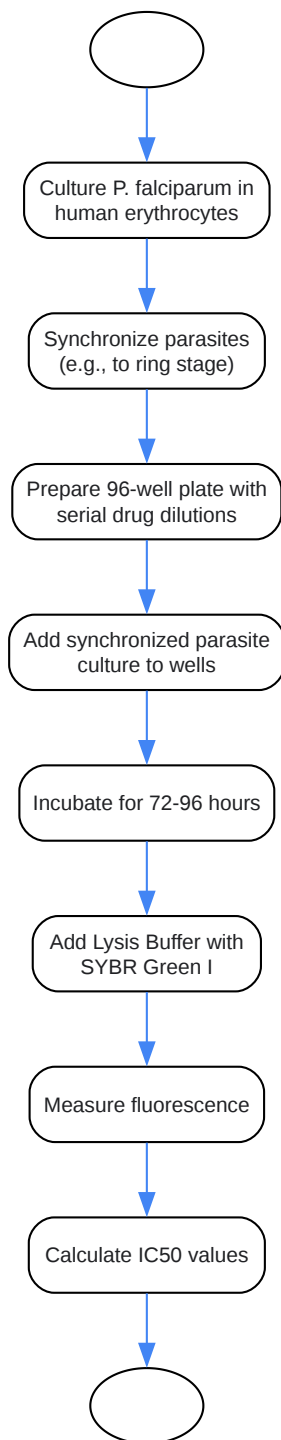 Culture P. falciparum in
human erythrocytes
Synchronize parasites
(e.g., to ring stage)
Prepare 96-well plate with
serial drug dilutions
Add synchronized parasite
culture to wells
Incubate for 72-96 hours
Add Lysis Buffer with
SYBR Green I
Measure fluorescence
Calculate IC50 values